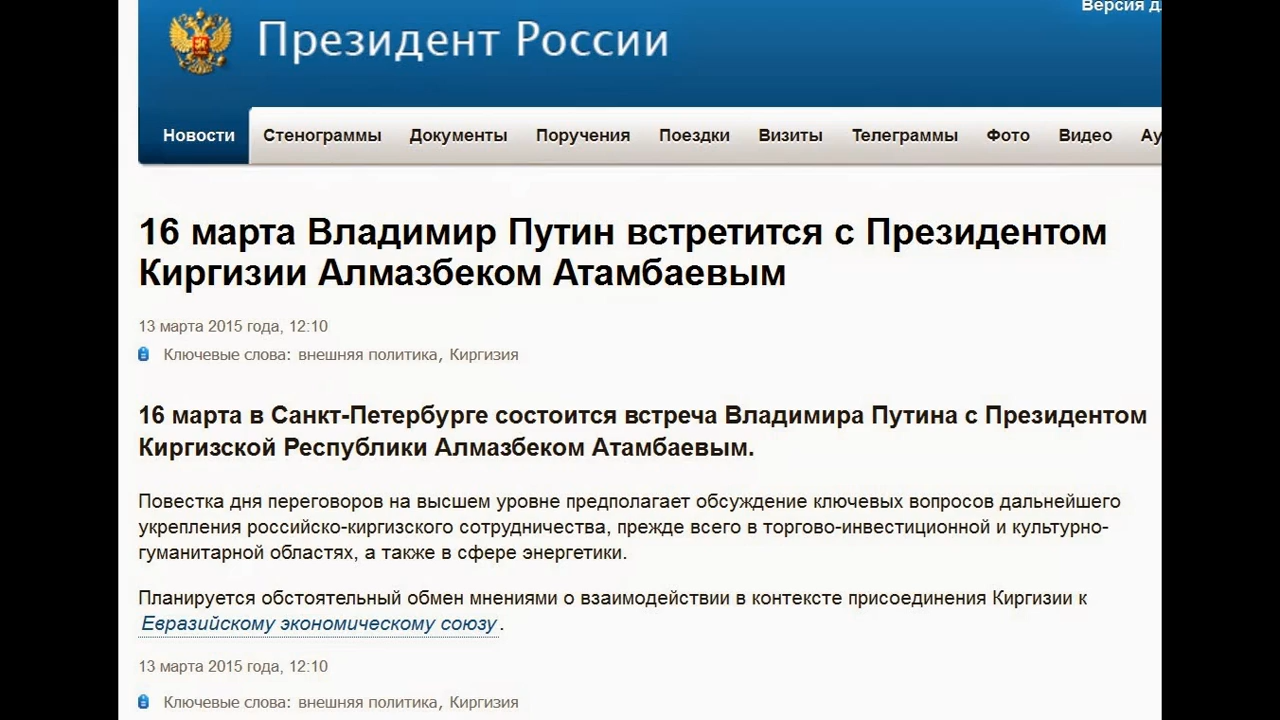 Версия д
Президент России
Новости Стенограммы Документы Поручения Поездки Визиты Телеграммы Фото Видео Ау
16 марта Владимир Путин встретится с Президентом
Киргизии Алмазбеком Атамбаевым
13 марта 2015 года, 12:10
Ключевые слова: внешняя политика, Киргизия
16 марта в Санкт-Петербурге состоится встреча Владимира Путина с Президентом
Киргизской Республики Алмазбеком Атамбаевым.
Повестка дня переговоров на высшем уровне предполагает обсуждение ключевых вопросов дальнейшего
укрепления российско-киргизского сотрудничества, прежде всего в торгово-инвестиционной и культурно-
гуманитарной областях, а также в сфере энергетики.
Планируется обстоятельный обмен мнениями о взаимодействии в контексте присоединения Киргизии к
Евразийскому экономическому союзу.
13 марта 2015 года, 12:10
Ключевые слова: внешняя политика, Киргизия